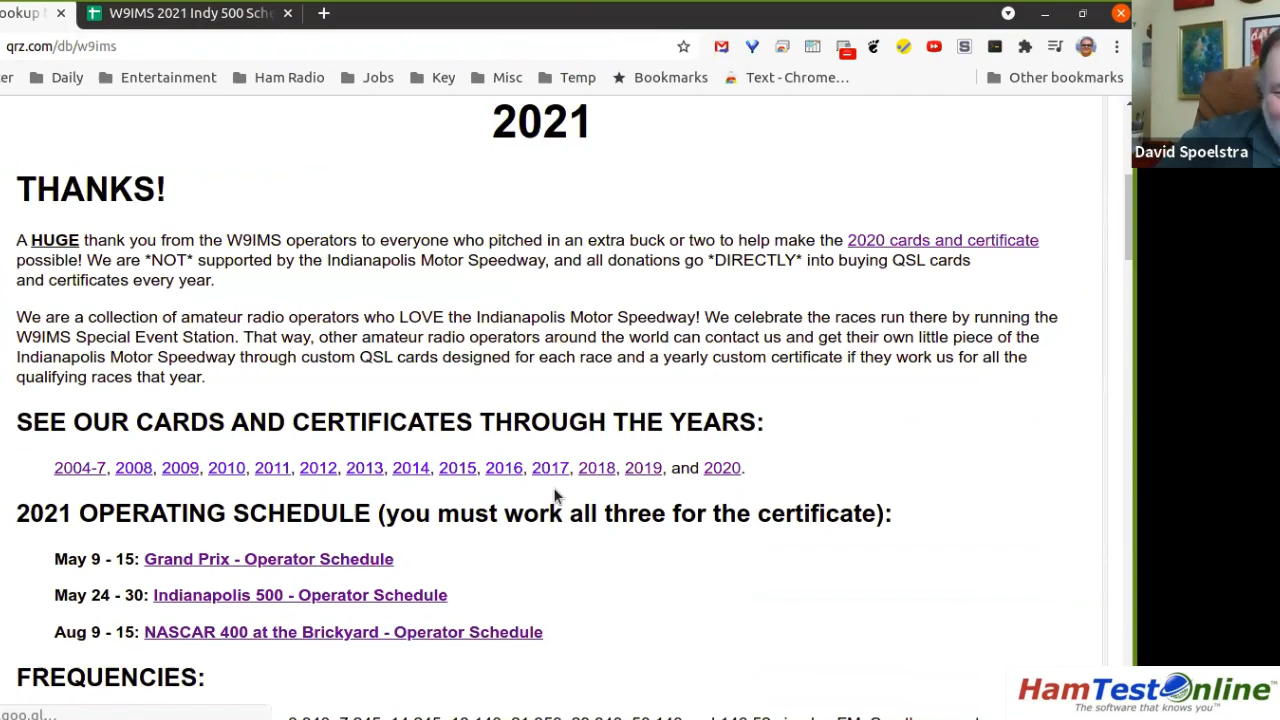 ookup
W9IMS 2021 Indy 500 Sche
qrz.com/db/w9ims
er
Daily
Entertainment
Ham Radio
Jobs
Key
Misc
Temp
Bookmarks
Text - Chrome...
Other bookmarks
David Spoelstra
2021
THANKS!
A HUGE thank you from the W9IMS operators to everyone who pitched in an extra buck or two to help make the 2020 cards and certificate
possible! We are *NOT* supported by the Indianapolis Motor Speedway, and all donations go *DIRECTLY* into buying QSL cards
and certificates every year.
We are a collection of amateur radio operators who LOVE the Indianapolis Motor Speedway! We celebrate the races run there by running the
W9IMS Special Event Station. That way, other amateur radio operators around the world can contact us and get their own little piece of the
Indianapolis Motor Speedway through custom QSL cards designed for each race and a yearly custom certificate if they work us for all the
qualifying races that year.
SEE OUR CARDS AND CERTIFICATES THROUGH THE YEARS:
2004-7, 2008, 2009, 2010, 2011, 2012, 2013, 2014, 2015, 2016, 2017, 2018, 2019, and 2020.
2021 OPERATING SCHEDULE (you must work all three for the certificate):
May 9 - 15: Grand Prix - Operator Schedule
May 24 - 30: Indianapolis 500 - Operator Schedule
Aug 9 - 15: NASCAR 400 at the Brickyard - Operator Schedule
FREQUENCIES:
HamTestOnline™
The software that knows you™